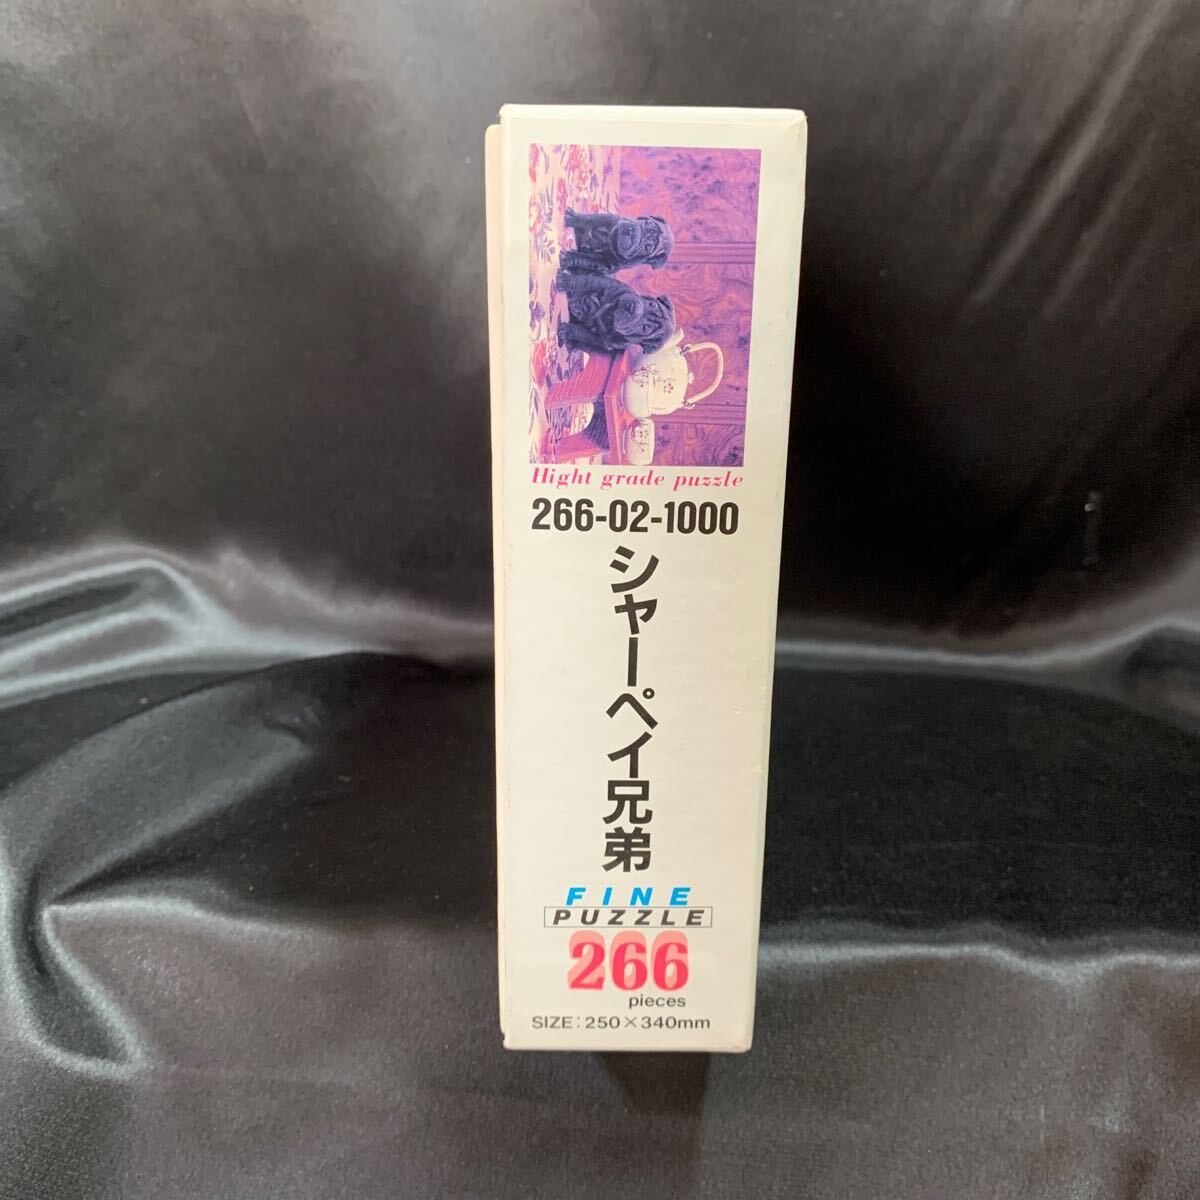 Hight grade puzzle
266-02-1000
シャーペイ兄弟
FINE
PUZZLE
266
pieces
SIZE:250×340mm